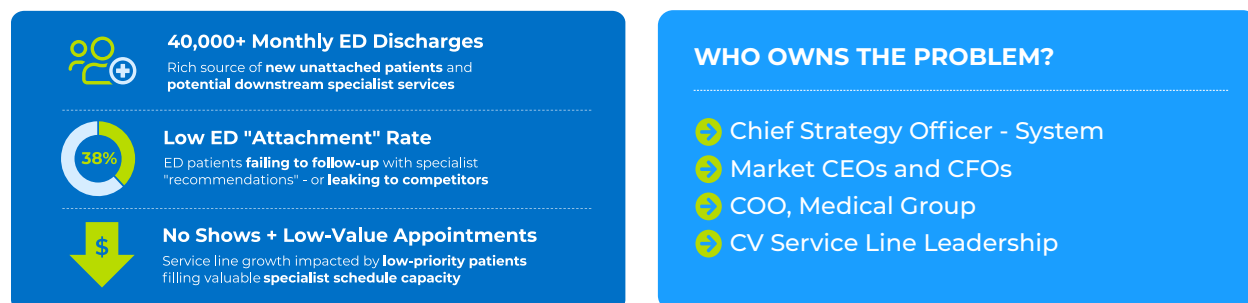 40,000+ Monthly ED Discharges
Rich source of new unattached patients and
potential downstream specialist services
38%
Low ED "Attachment" Rate
ED patients failing to follow-up with specialist
"recommendations" - or leaking to competitors
$
No Shows + Low-Value Appointments
Service line growth impacted by low-priority patients
filling valuable specialist schedule capacity
WHO OWNS THE PROBLEM?
Chief Strategy Officer - System
Market CEOs and CFOs
COO, Medical Group
CV Service Line Leadership